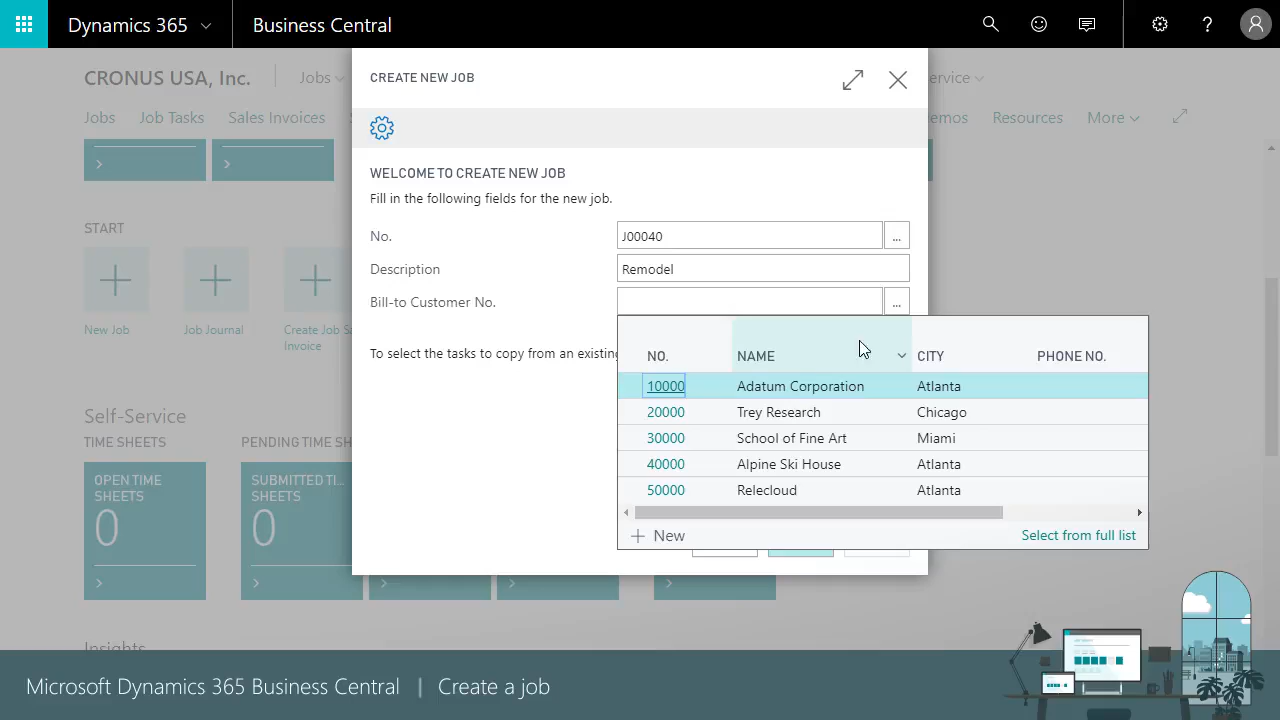 Dynamics 365
Business Central
CREATE NEW JOB
CRONUS USA, Inc.
Jobs
ervice
Jobs
Job Tasks
Sales Invoices
emos
Resources
More
WELCOME TO CREATE NEW JOB
Fill in the following fields for the new job.
No.
J00040
...
Description
Remodel
Bill-to Customer No.
...
START
New Job
Job Journal
Create Job Sa
Invoice
To select the tasks to copy from an existing
NO.
NAME
CITY
PHONE NO.
10000
Adatum Corporation
Atlanta
20000
Trey Research
Chicago
30000
School of Fine Art
Miami
40000
Alpine Ski House
Atlanta
50000
Relecloud
Atlanta
+ New
Select from full list
Self-Service
TIME SHEETS
PENDING TIME SH
OPEN TIME
SHEETS
0
SUBMITTED TI...
SHEETS
0
Insights
Microsoft Dynamics 365 Business Central | Create a job